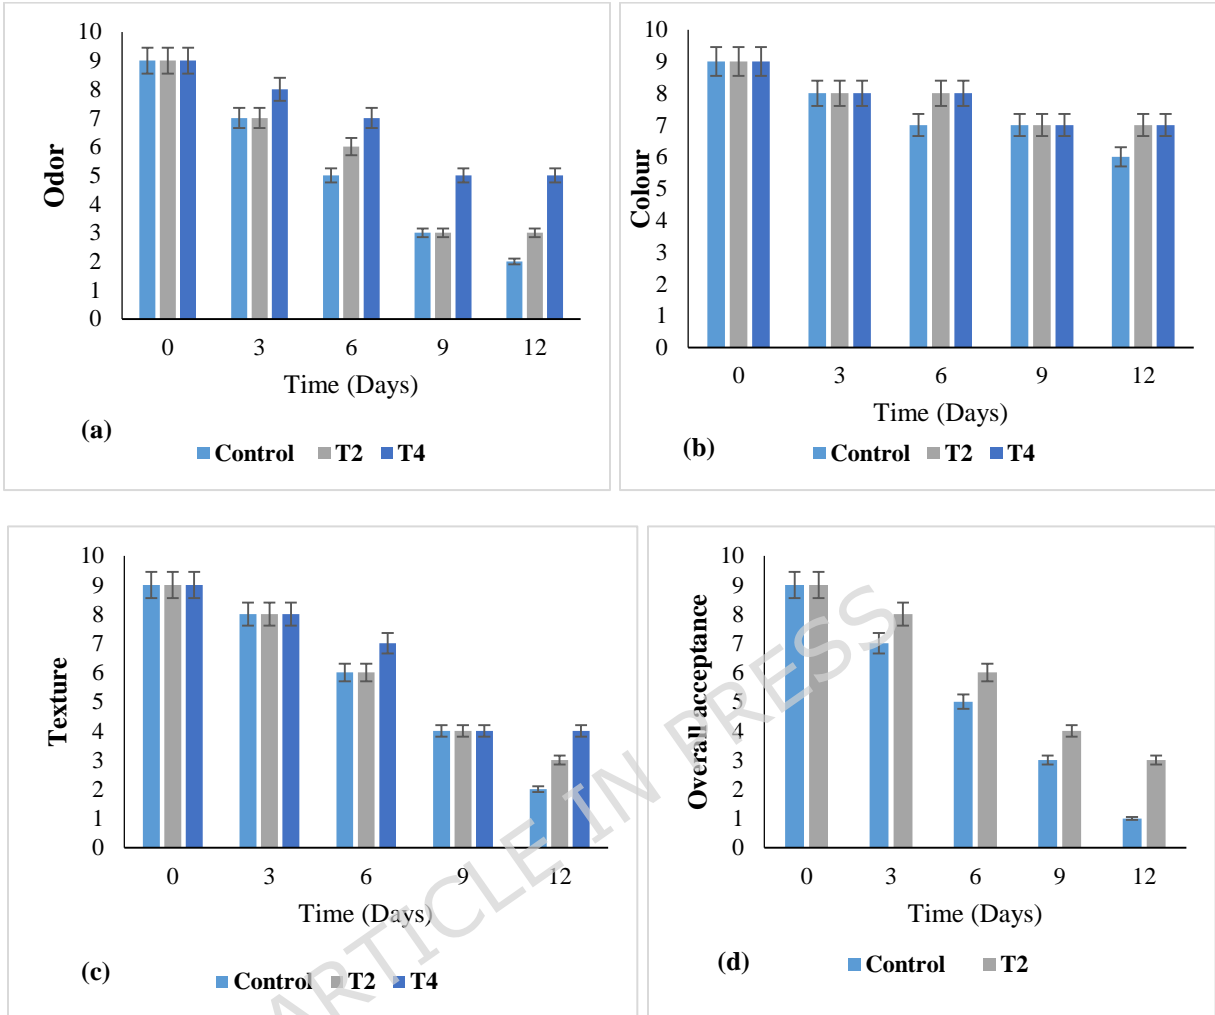 10
9
8
7
6
5
4
3
2
1
0
Odor
0 3 6 9 12
Time (Days)
(a)
Control T2 T4
10
9
8
7
6
5
4
3
2
1
0
Colour
0 3 6 9 12
Time (Days)
(b)
Control T2 T4
10
9
8
7
6
5
4
3
2
1
0
Texture
0 3 6 9 12
Time (Days)
(c)
Control T2 T4
10
9
8
7
6
5
4
3
2
1
0
Overall acceptance
0 3 6 9 12
Time (Days)
(d)
Control T2
ARTICLE IN PRESS